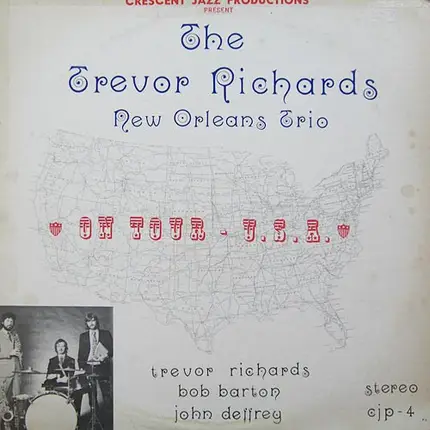 CRESCENT JAZZ PRODUCTIONS
PRESENT
The
Trevor Richards
New Orleans Trio
ON TOUR - U.S.A.
trevor richards
bob barton
john deffrey
stereo
cjp-4